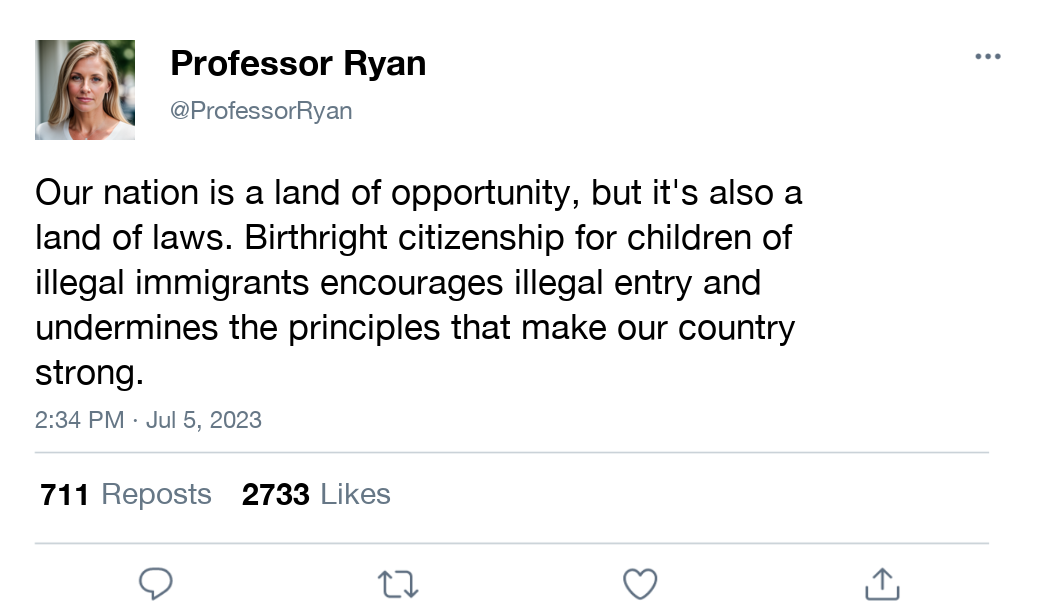 Professor Ryan
@ProfessorRyan
Our nation is a land of opportunity, but it's also a
land of laws. Birthright citizenship for children of
illegal immigrants encourages illegal entry and
undermines the principles that make our country
strong.
2:34 PM · Jul 5, 2023
711 Reposts 2733 Likes